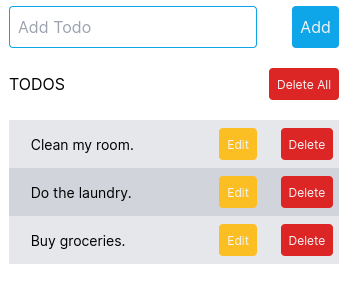 Add Todo Add
TODOS Delete All
Clean my room. Edit Delete
Do the laundry. Edit Delete
Buy groceries. Edit Delete